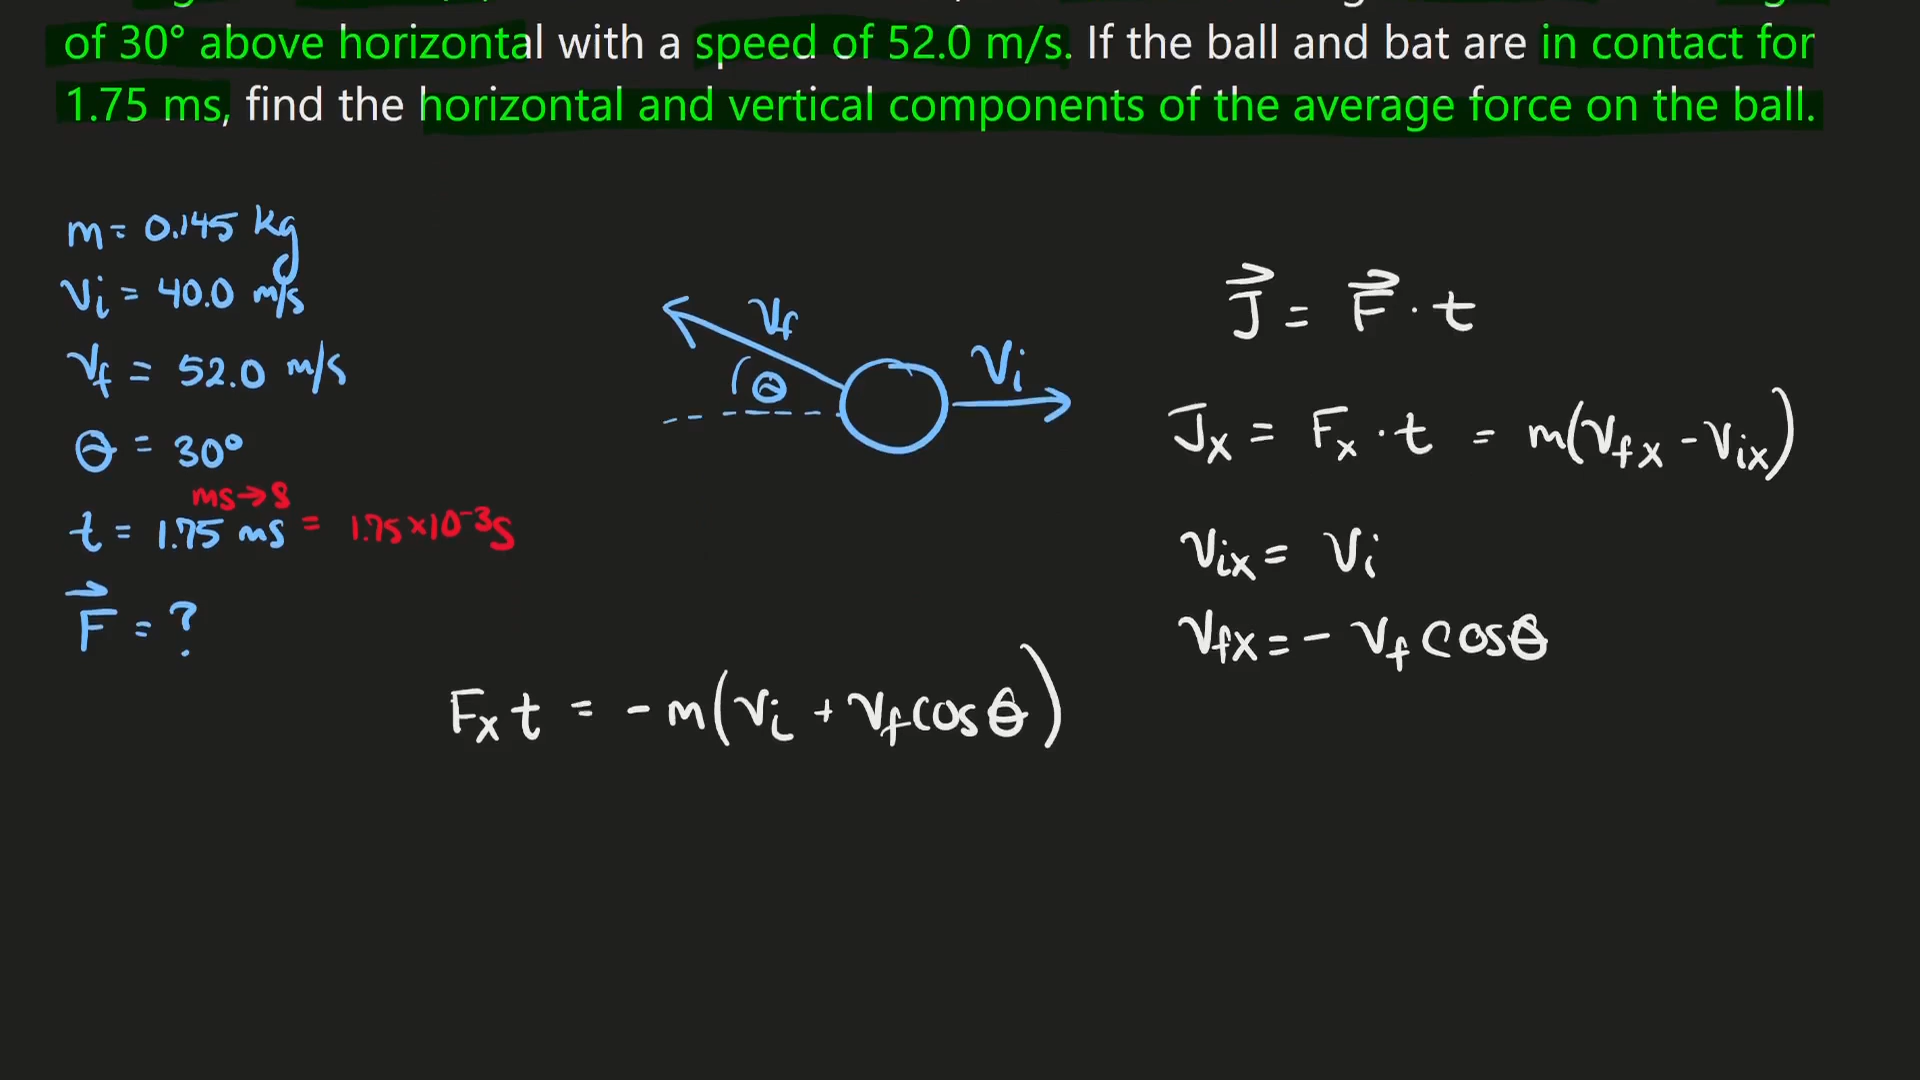 of 30° above horizontal with a speed of 52.0 m/s. If the ball and bat are in contact for
1.75 ms, find the horizontal and vertical components of the average force on the ball.
m = 0.145 kg
vi = 40.0 m/s
vf = 52.0 m/s
θ = 30°
ms→s
t = 1.75 ms = 1.75×10⁻³s
F⃗ = ?
vf
θ
vi
J⃗ = F⃗ · t
Jx = Fx · t = m(vfx - vix)
vix = vi
vfx = - vf cosθ
Fx t = - m(vi + vf cosθ)